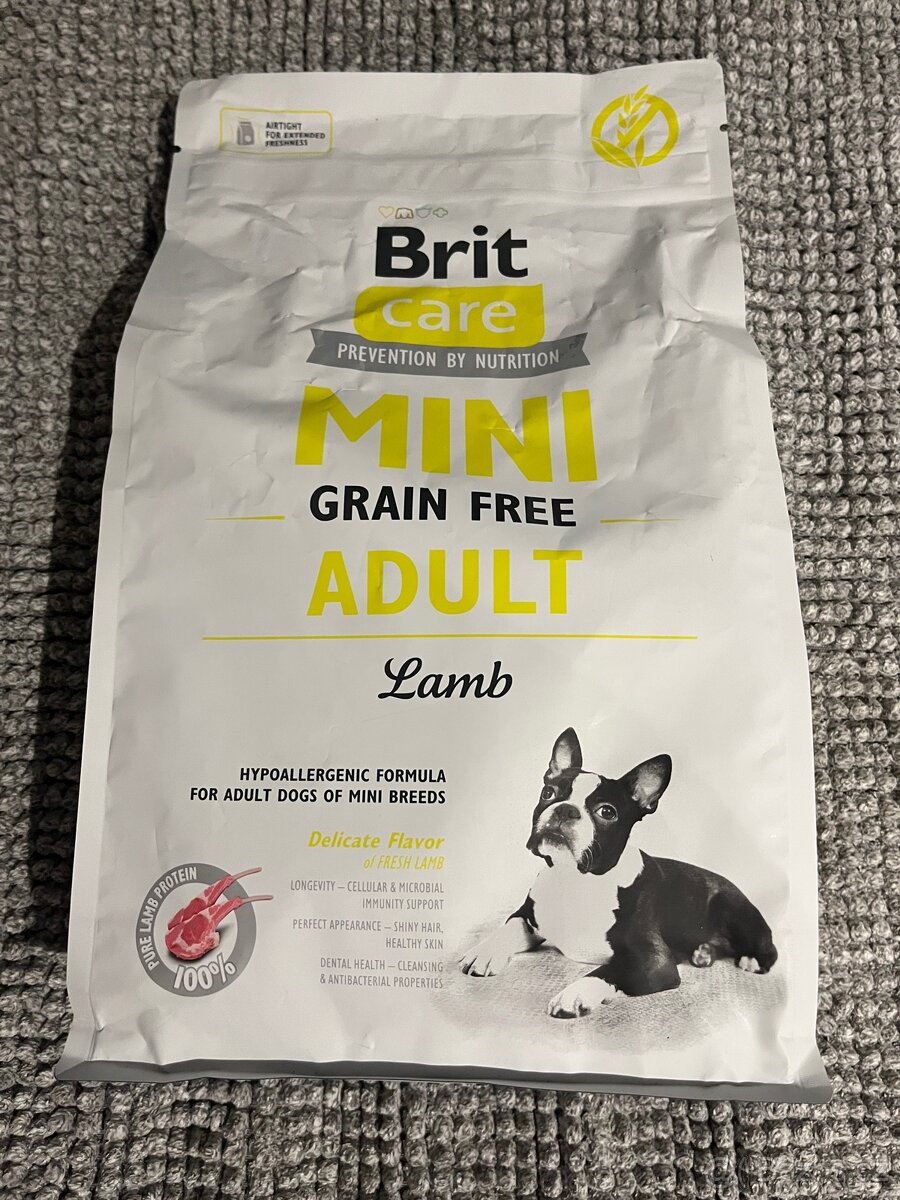 AIRTIGHT
FOR EXTENDED
FRESHNESS
Brit
care
PREVENTION BY NUTRITION
MINI
GRAIN FREE
ADULT
Lamb
HYPOALLERGENIC FORMULA
FOR ADULT DOGS OF MINI BREEDS
Delicate Flavor
of FRESH LAMB
LONGEVITY – CELLULAR & MICROBIAL
IMMUNITY SUPPORT
PERFECT APPEARANCE – SHINY HAIR,
HEALTHY SKIN
DENTAL HEALTH – CLEANSING
& ANTIBACTERIAL PROPERTIES
PURE LAMB PROTEIN
100%